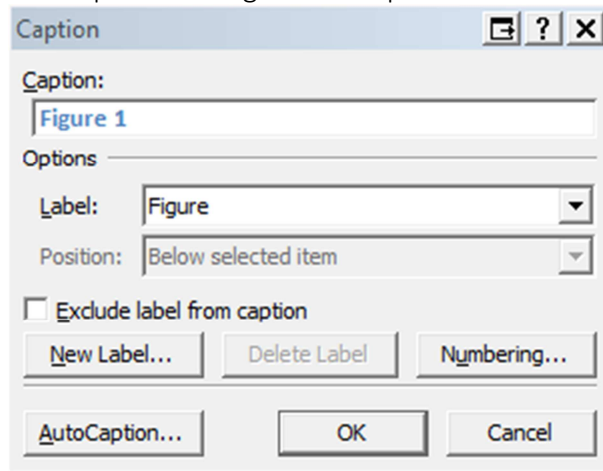 Caption ?
Caption:
Figure 1
Options
Label: Figure
Position: Below selected item
Exclude label from caption
New Label... Delete Label Numbering...
AutoCaption... OK Cancel